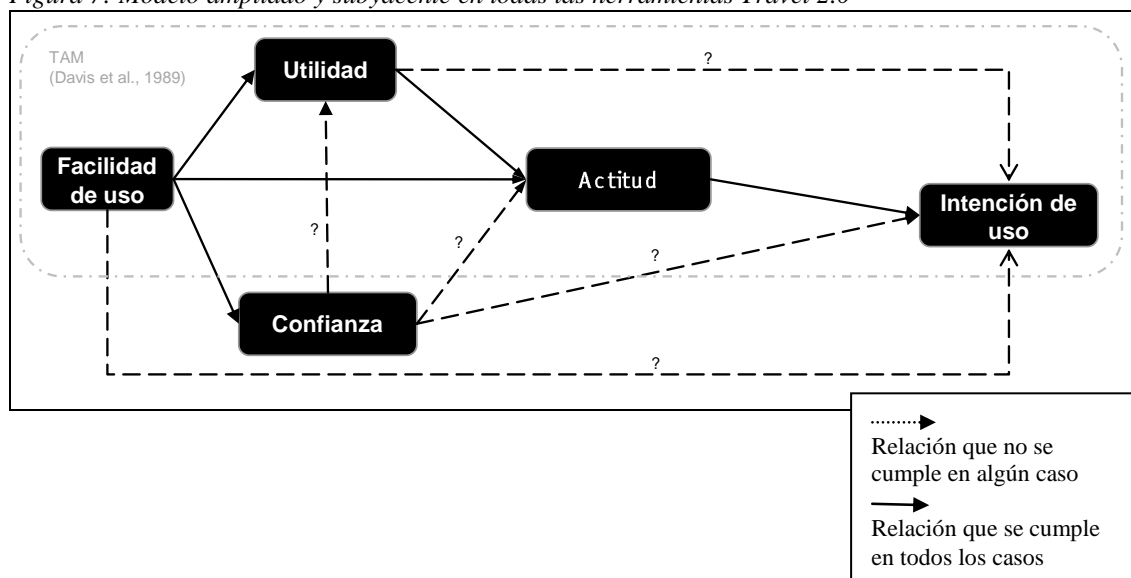 Figura 7: Modelo ampliado y subyacente en todas las herramientas Travel 2.0
TAM
(Davis et al., 1989)
Utilidad
?
Facilidad
de uso
Actitud
Intención de
uso
?
?
?
Confianza
?
Relación que no se
cumple en algún caso
Relación que se cumple
en todos los casos